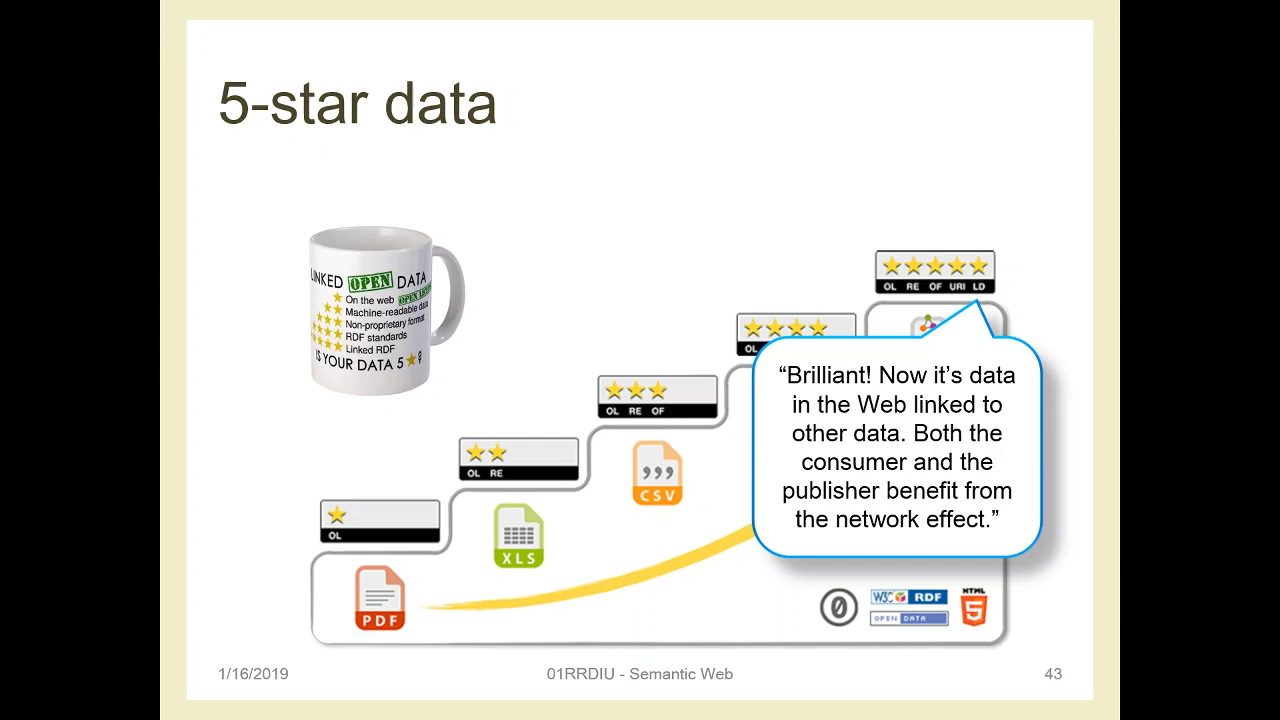 5-star data
LINKED OPEN DATA
On the web OPEN
Machine-readable data
Non-proprietary format
RDF standards
Linked RDF
IS YOUR DATA 5 ?
OL RE OF URI LD
OL
OL RE OF
OL RE
OL
“Brilliant! Now it’s data
in the Web linked to
other data. Both the
consumer and the
publisher benefit from
the network effect.”
CSV
XLS
PDF
0
W3C RDF
OPEN DATA
HTML
5
1/16/2019
01RRDIU - Semantic Web
43